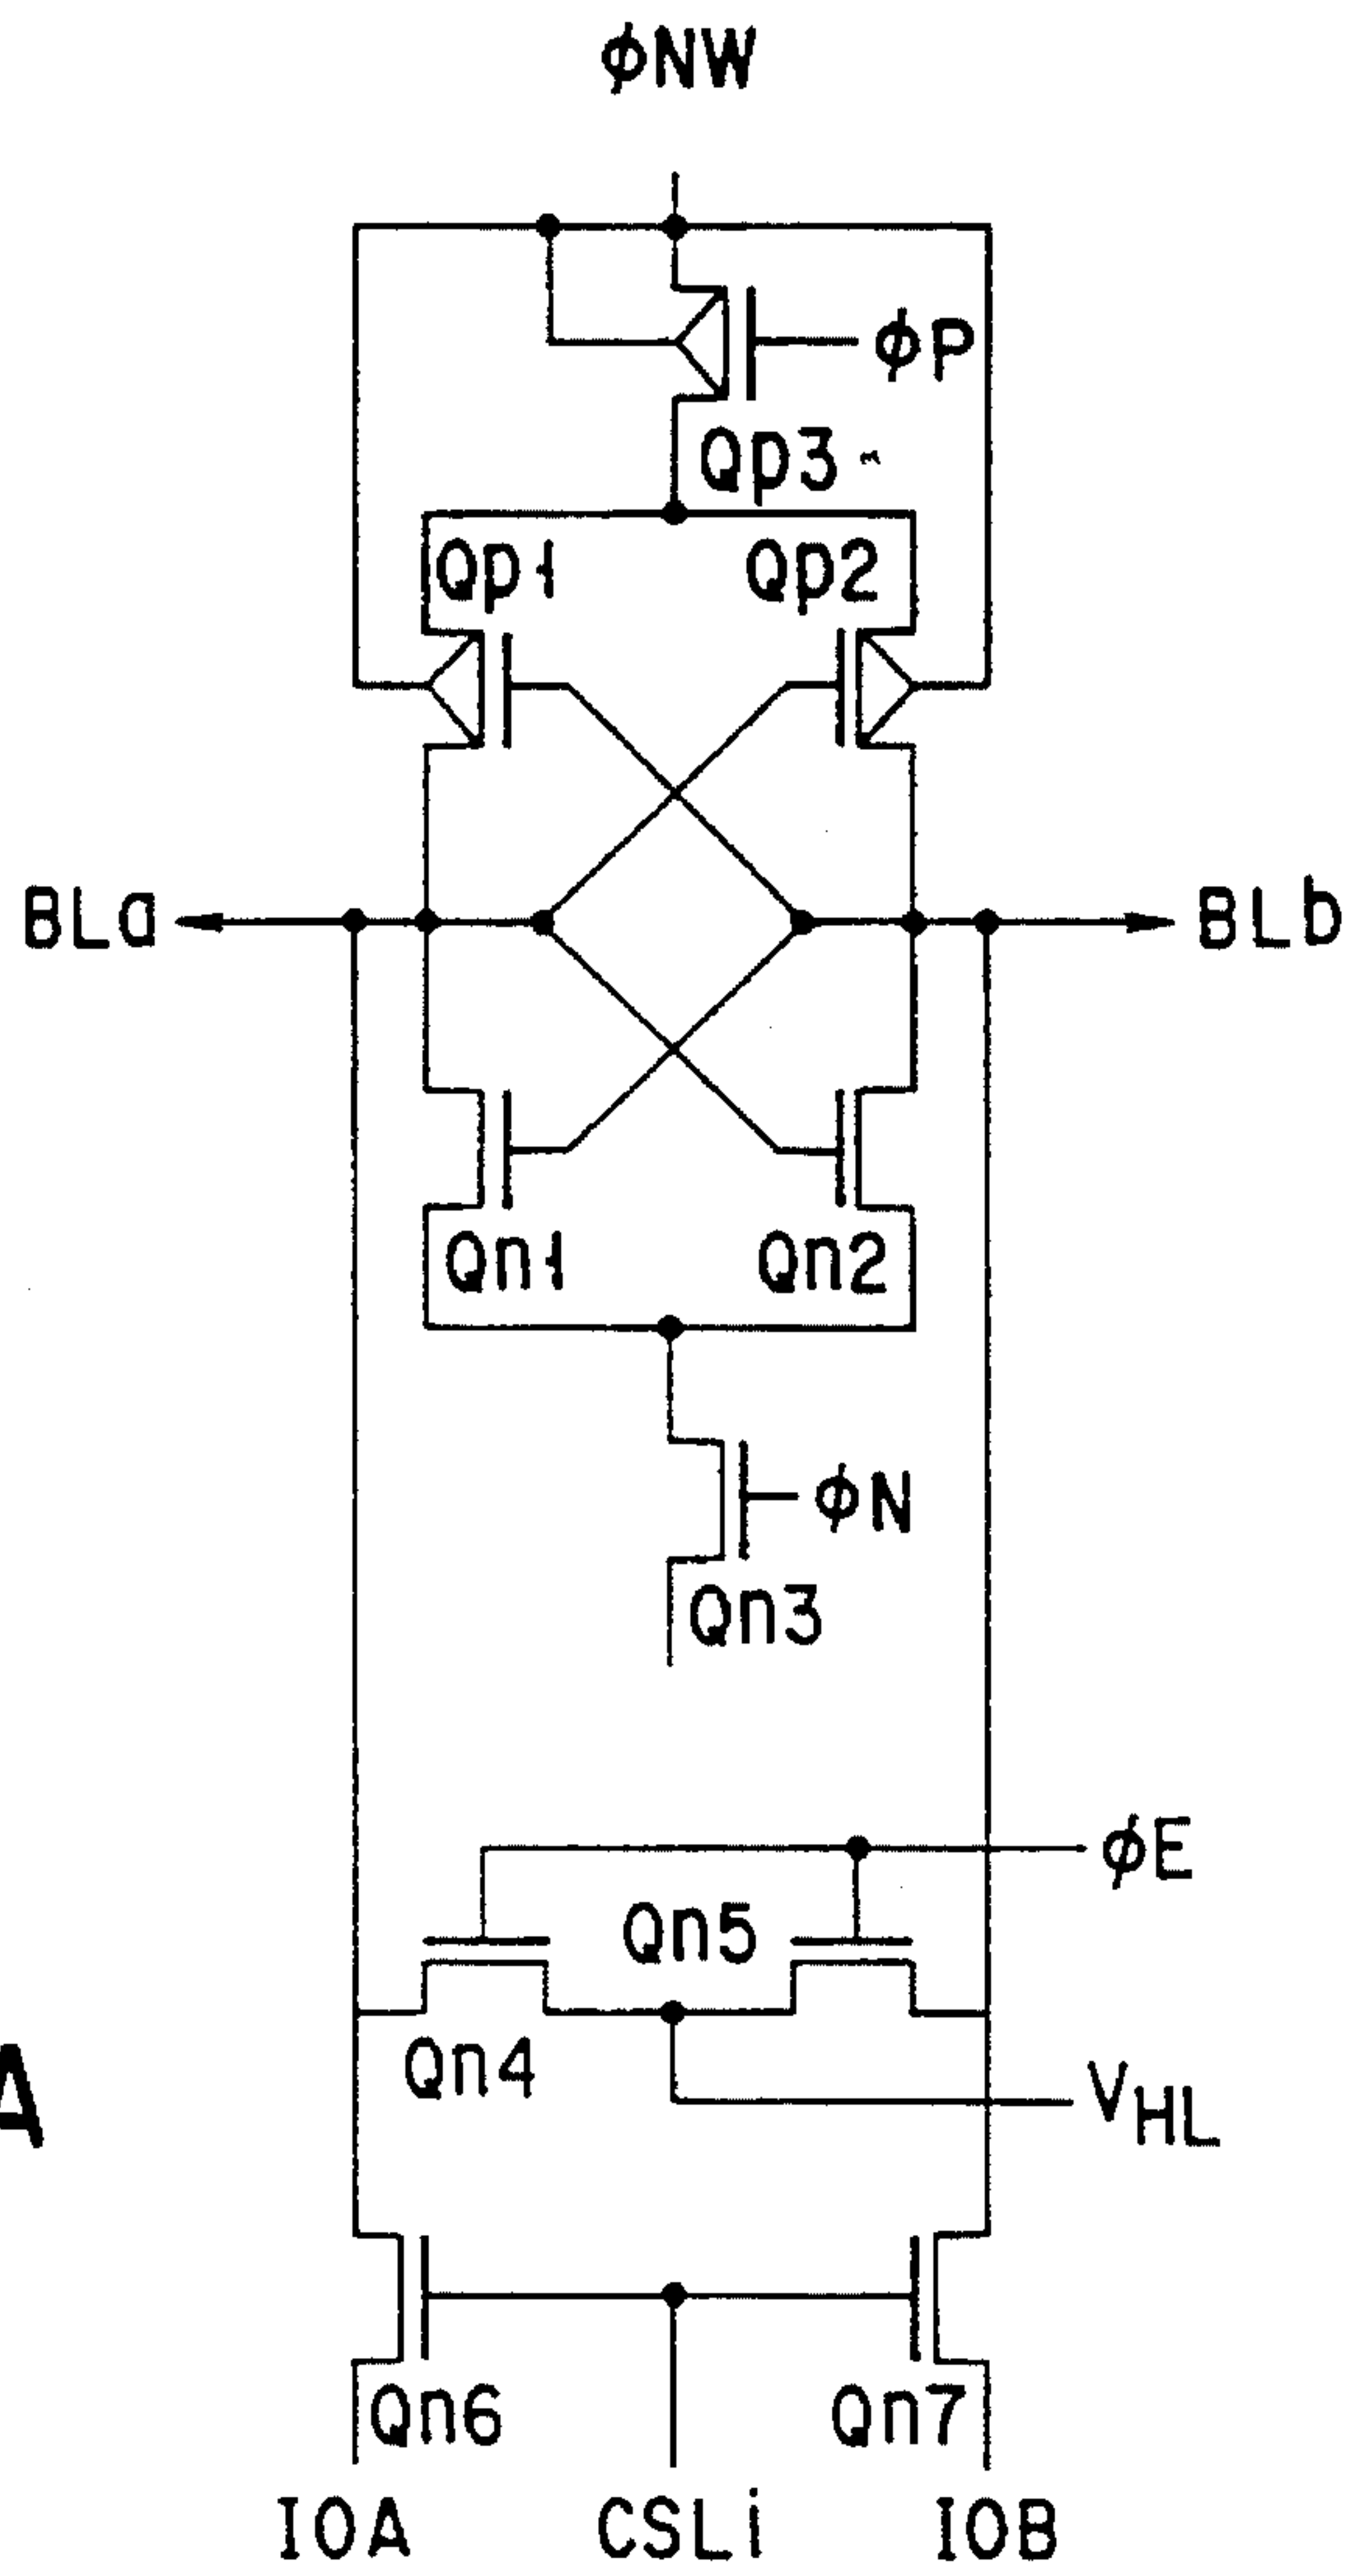 ϕNW
ϕP
Qp3
Qp1 Qp2
BLa BLb
Qn1 Qn2
ϕN
Qn3
ϕE
Qn5
Qn4
VHL
A
Qn6 Qn7
IOA CSLi IOB